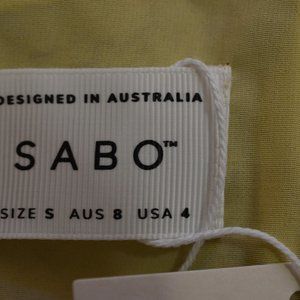 DESIGNED IN AUSTRALIA
SABO™
SIZE S AUS 8 USA 4